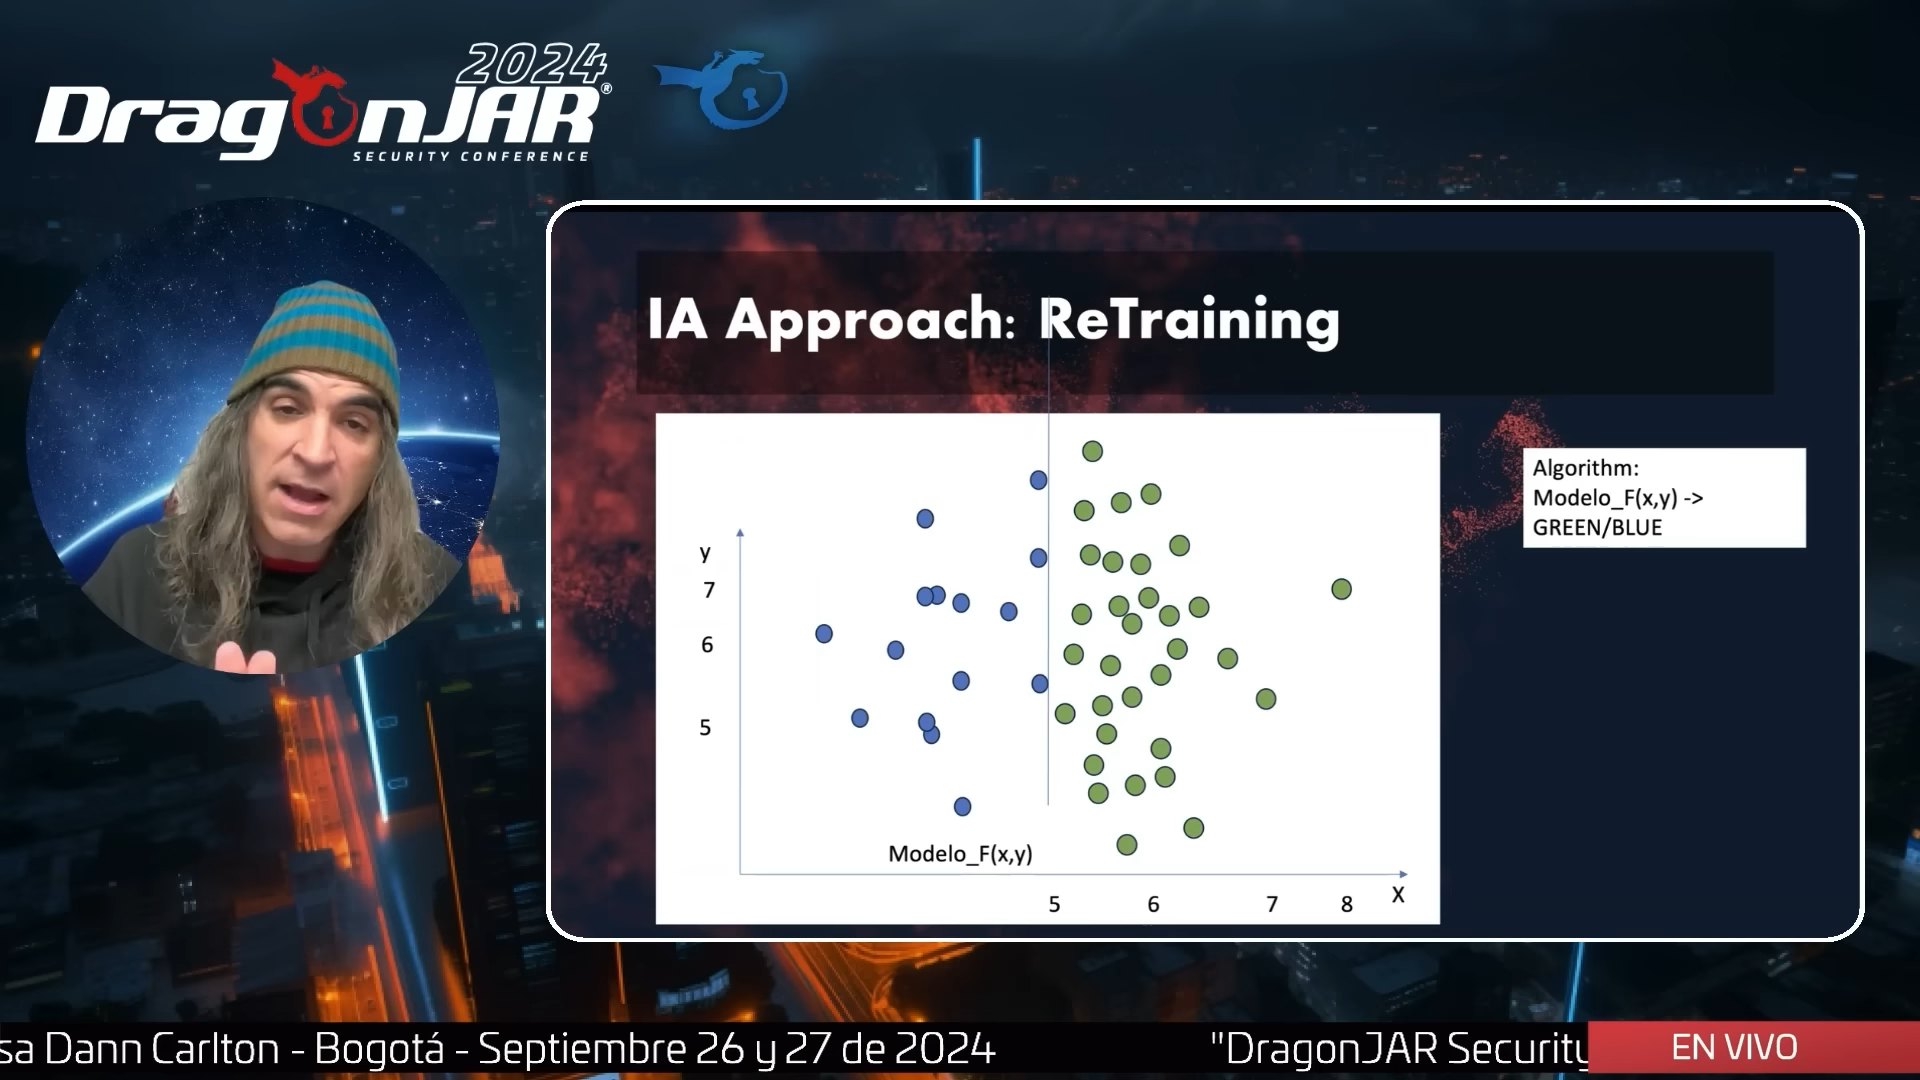 2024
DragonJAR®
SECURITY CONFERENCE
IA Approach: ReTraining
Algorithm:
Modelo_F(x,y) ->
GREEN/BLUE
y
7
6
5
Modelo_F(x,y)
5 6 7 8 X
sa Dann Carlton - Bogotá - Septiembre 26 y 27 de 2024 "DragonJAR Security
EN VIVO